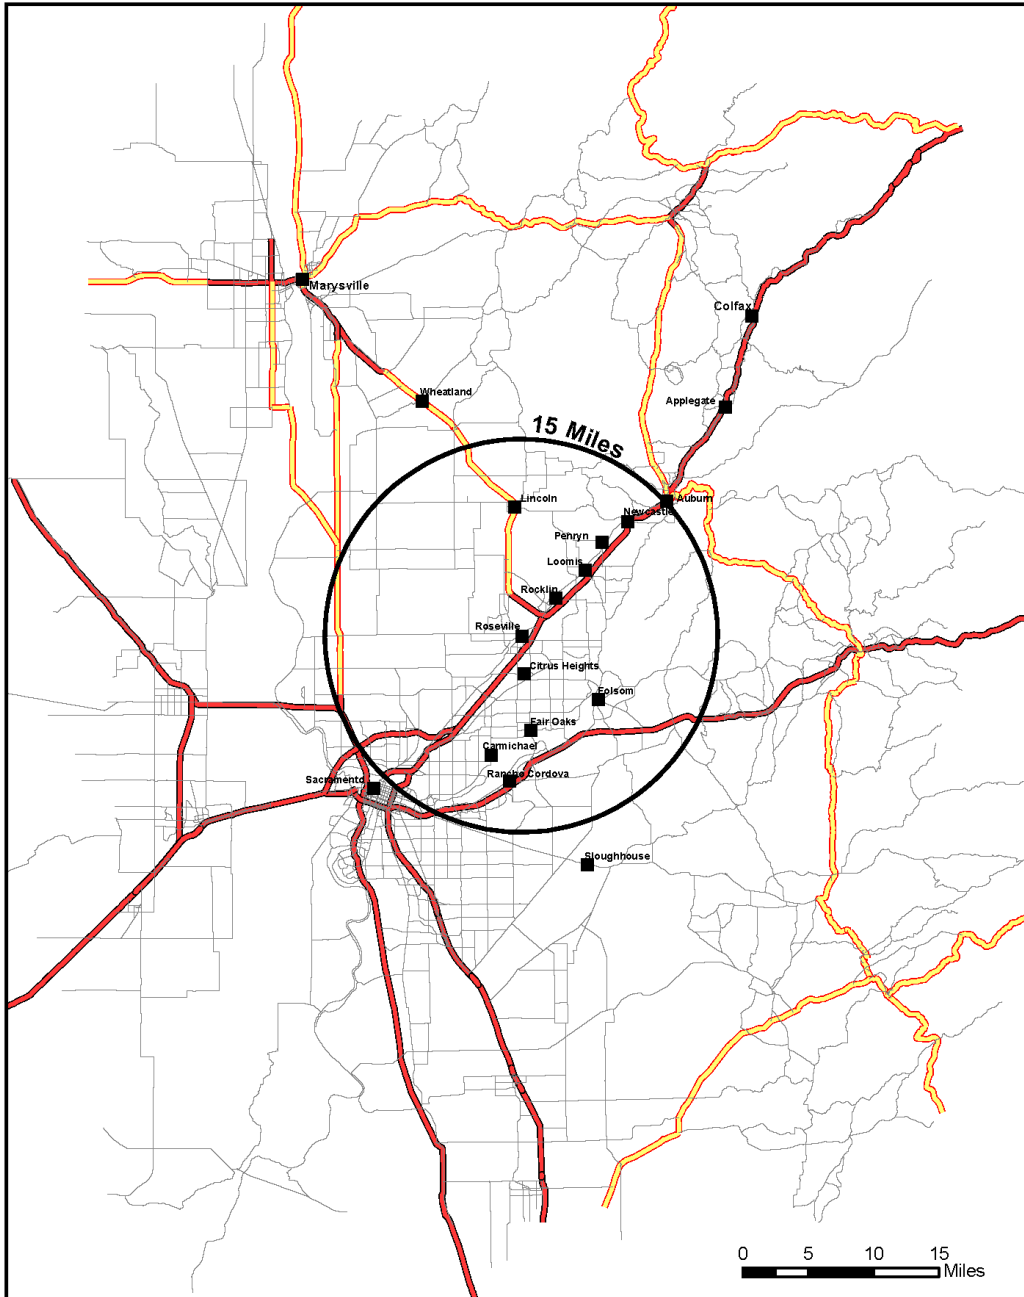 Marysville
Colfax
Wheatland
Applegate
15 Miles
Lincoln
Auburn
Newcastle
Penryn
Loomis
Rocklin
Roseville
Citrus Heights
Folsom
Fair Oaks
Carmichael
Rancho Cordova
Sacramento
Sloughhouse
0 5 10 15
Miles